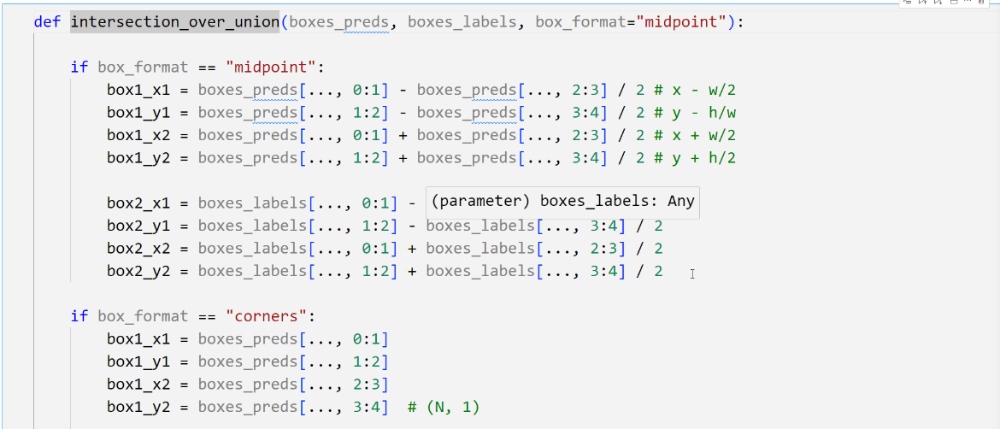 def intersection_over_union(boxes_preds, boxes_labels, box_format="midpoint"):
if box_format == "midpoint":
box1_x1 = boxes_preds[..., 0:1] - boxes_preds[..., 2:3] / 2 # x - w/2
box1_y1 = boxes_preds[..., 1:2] - boxes_preds[..., 3:4] / 2 # y - h/w
box1_x2 = boxes_preds[..., 0:1] + boxes_preds[..., 2:3] / 2 # x + w/2
box1_y2 = boxes_preds[..., 1:2] + boxes_preds[..., 3:4] / 2 # y + h/2
box2_x1 = boxes_labels[..., 0:1] -
(parameter) boxes_labels: Any
box2_y1 = boxes_labels[..., 1:2] - boxes_labels[..., 3:4] / 2
box2_x2 = boxes_labels[..., 0:1] + boxes_labels[..., 2:3] / 2
box2_y2 = boxes_labels[..., 1:2] + boxes_labels[..., 3:4] / 2
if box_format == "corners":
box1_x1 = boxes_preds[..., 0:1]
box1_y1 = boxes_preds[..., 1:2]
box1_x2 = boxes_preds[..., 2:3]
box1_y2 = boxes_preds[..., 3:4] # (N, 1)